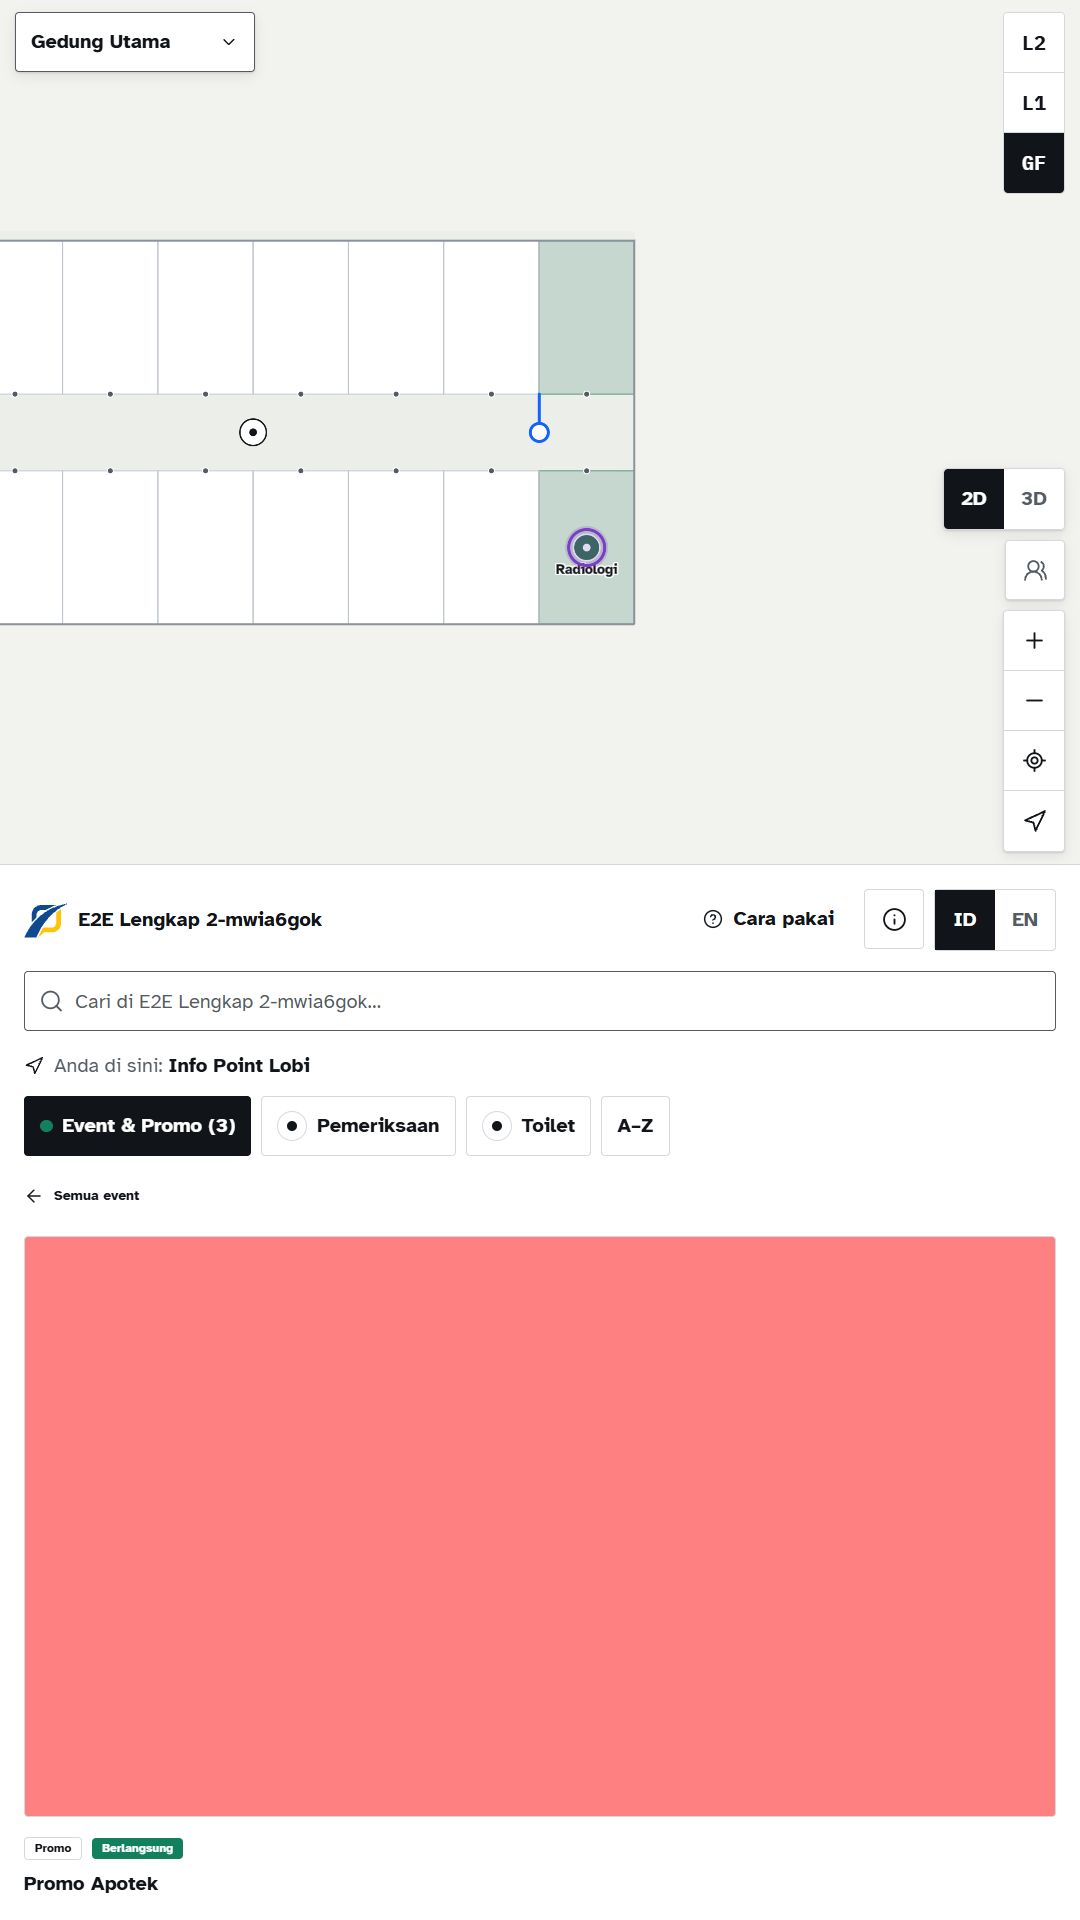 Gedung Utama
L2
L1
GF
2D 3D
Radiologi
E2E Lengkap 2-mwia6gok
Cara pakai
ID EN
Cari di E2E Lengkap 2-mwia6gok...
Anda di sini: Info Point Lobi
Event & Promo (3)
Pemeriksaan
Toilet
A–Z
Semua event
Promo
Berlangsung
Promo Apotek